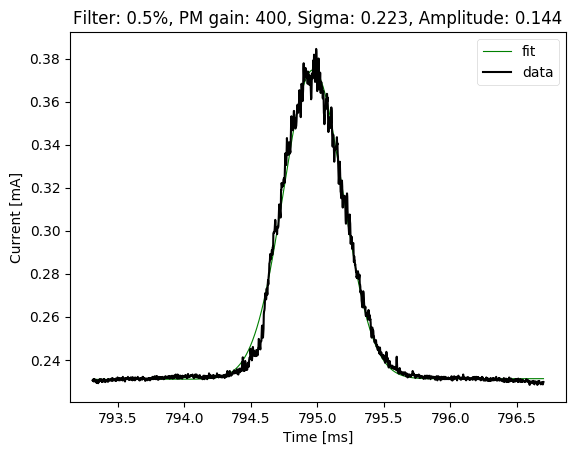 Filter: 0.5%, PM gain: 400, Sigma: 0.223, Amplitude: 0.144
fit
data
0.38
0.36
0.34
0.32
0.30
0.28
0.26
0.24
Current [mA]
793.5 794.0 794.5 795.0 795.5 796.0 796.5
Time [ms]